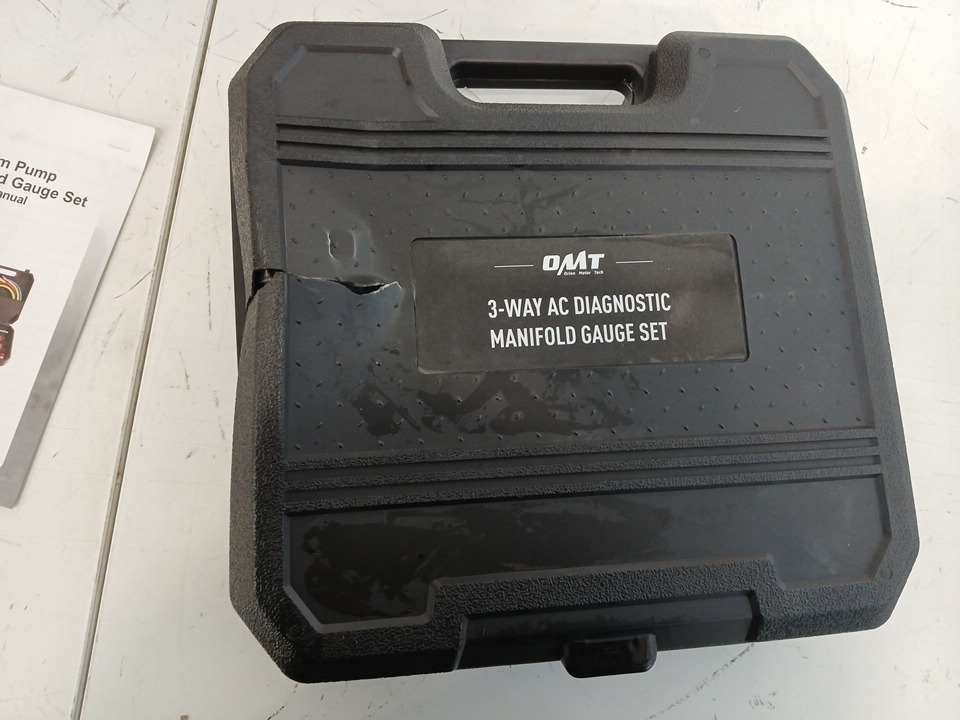 m Pump
d Gauge Set
anual
OMT
Orion Motor Tech
3-WAY AC DIAGNOSTIC
MANIFOLD GAUGE SET